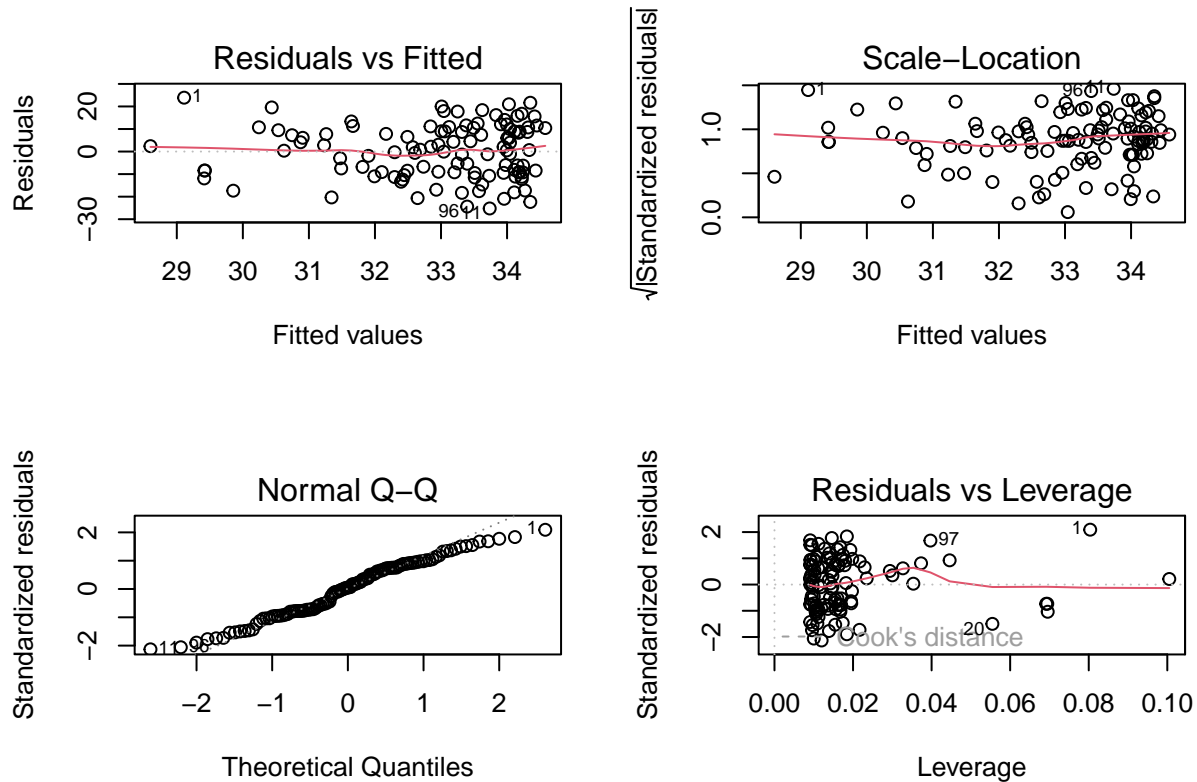 Residuals vs Fitted
Residuals
20
0
−30
1
96
11
29 30 31 32 33 34
Fitted values
Scale−Location
√|Standardized residuals|
1.0
0.0
1
96
11
29 30 31 32 33 34
Fitted values
Normal Q−Q
Standardized residuals
2
0
−2
1
11
96
−2 −1 0 1 2
Theoretical Quantiles
Residuals vs Leverage
Standardized residuals
2
0
−2
97
1
20
Cook's distance
0.00 0.02 0.04 0.06 0.08 0.10
Leverage